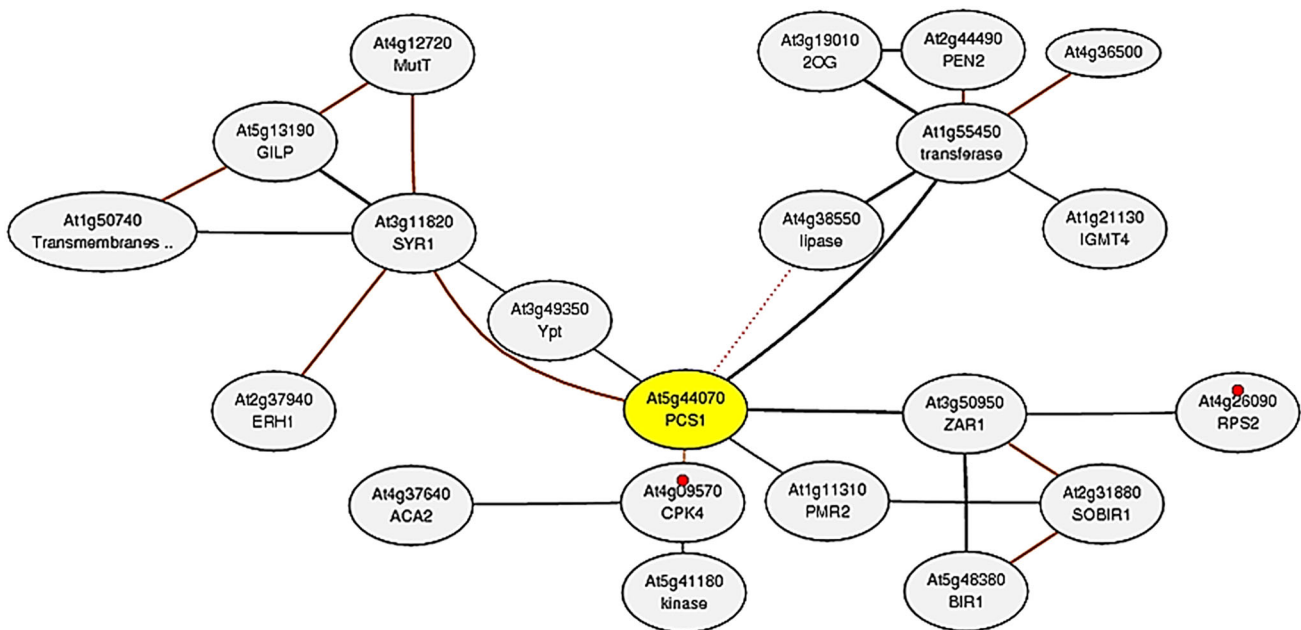 At4g12720
MutT
At3g19010
2OG
At2g44490
PEN2
At4g36500
At5g13190
GILP
At1g55450
transferase
At1g50740
Transmembranes ..
At3g11820
SYR1
At4g38550
lipase
At1g21130
IGMT4
At3g49350
Ypt
At2g37940
ERH1
At5g44070
PCS1
At3g50950
ZAR1
At4g26090
RPS2
At4g37640
ACA2
At4g09570
CPK4
At1g11310
PMR2
At2g31880
SOBIR1
At5g41180
kinase
At5g48380
BIR1